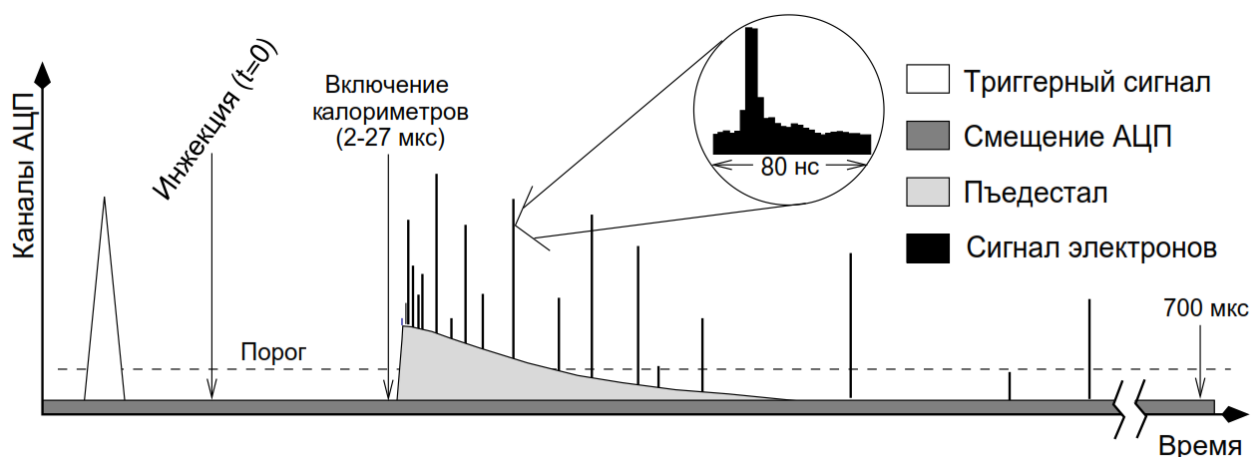 Каналы АЦП
Инжекция (t=0)
Включение
калориметров
(2-27 мкс)
80 нс
Триггерный сигнал
Смещение АЦП
Пъедестал
Сигнал электронов
Порог
700 мкс
Время